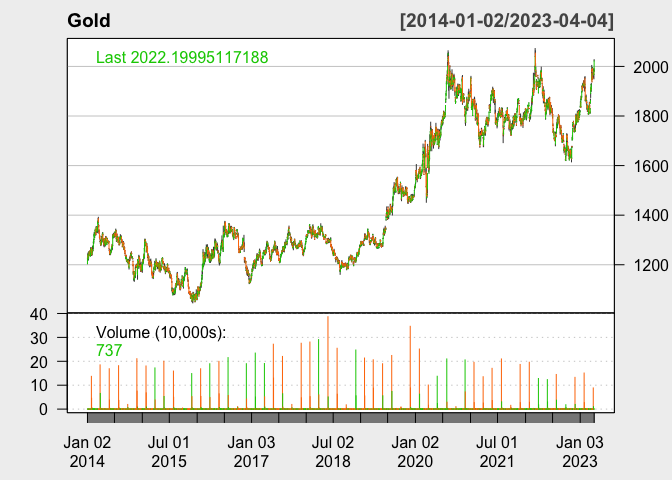 Gold [2014-01-02/2023-04-04]
Last 2022.19995117188
2000
1800
1600
1400
1200
Volume (10,000s):
737
40
30
20
10
0
Jan 02 Jul 01 Jan 03 Jul 02 Jan 02 Jul 01 Jan 03
2014 2015 2017 2018 2020 2021 2023